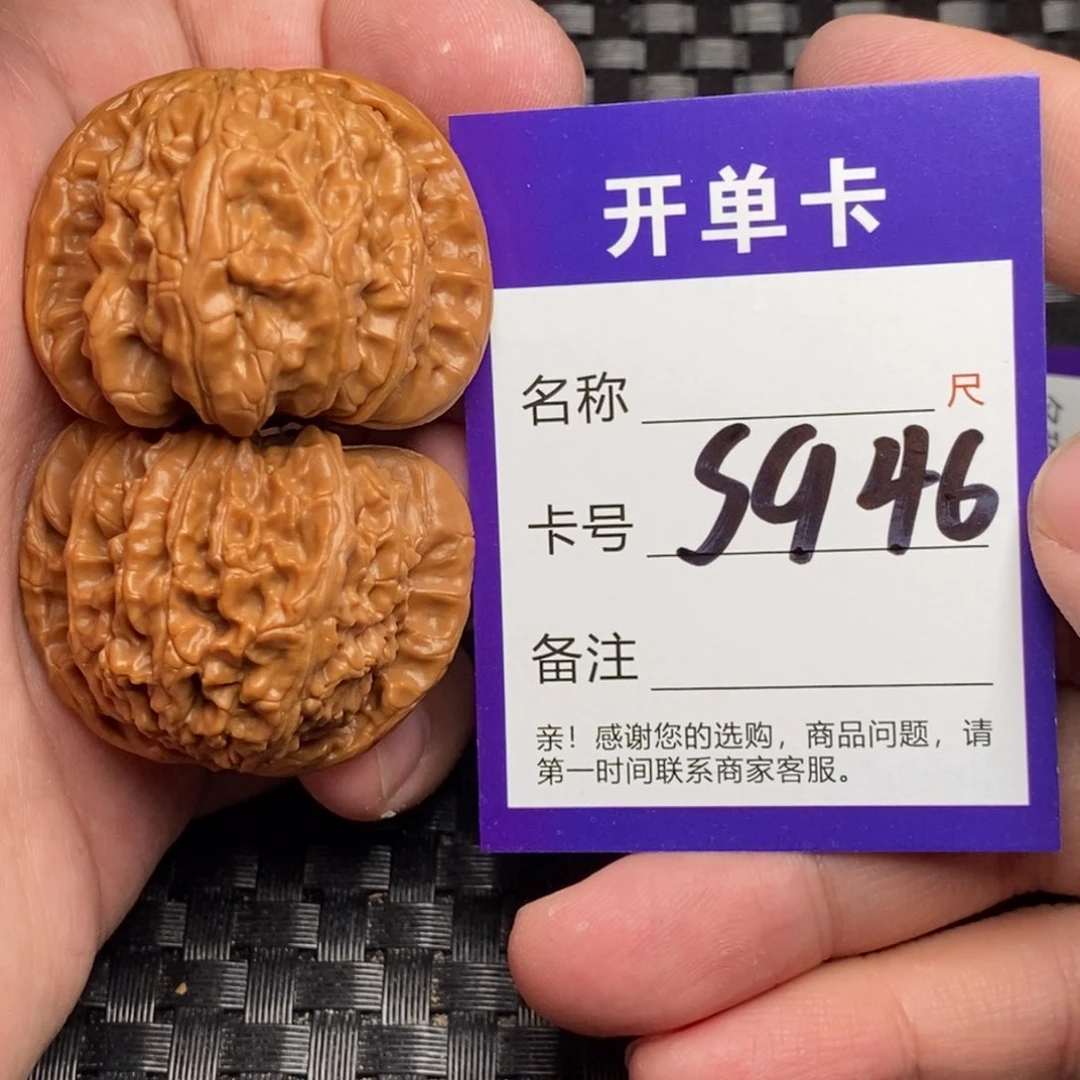 开单卡
名称 尺
卡号 S946
备注
亲！感谢您的选购，商品问题，请
第一时间联系商家客服。